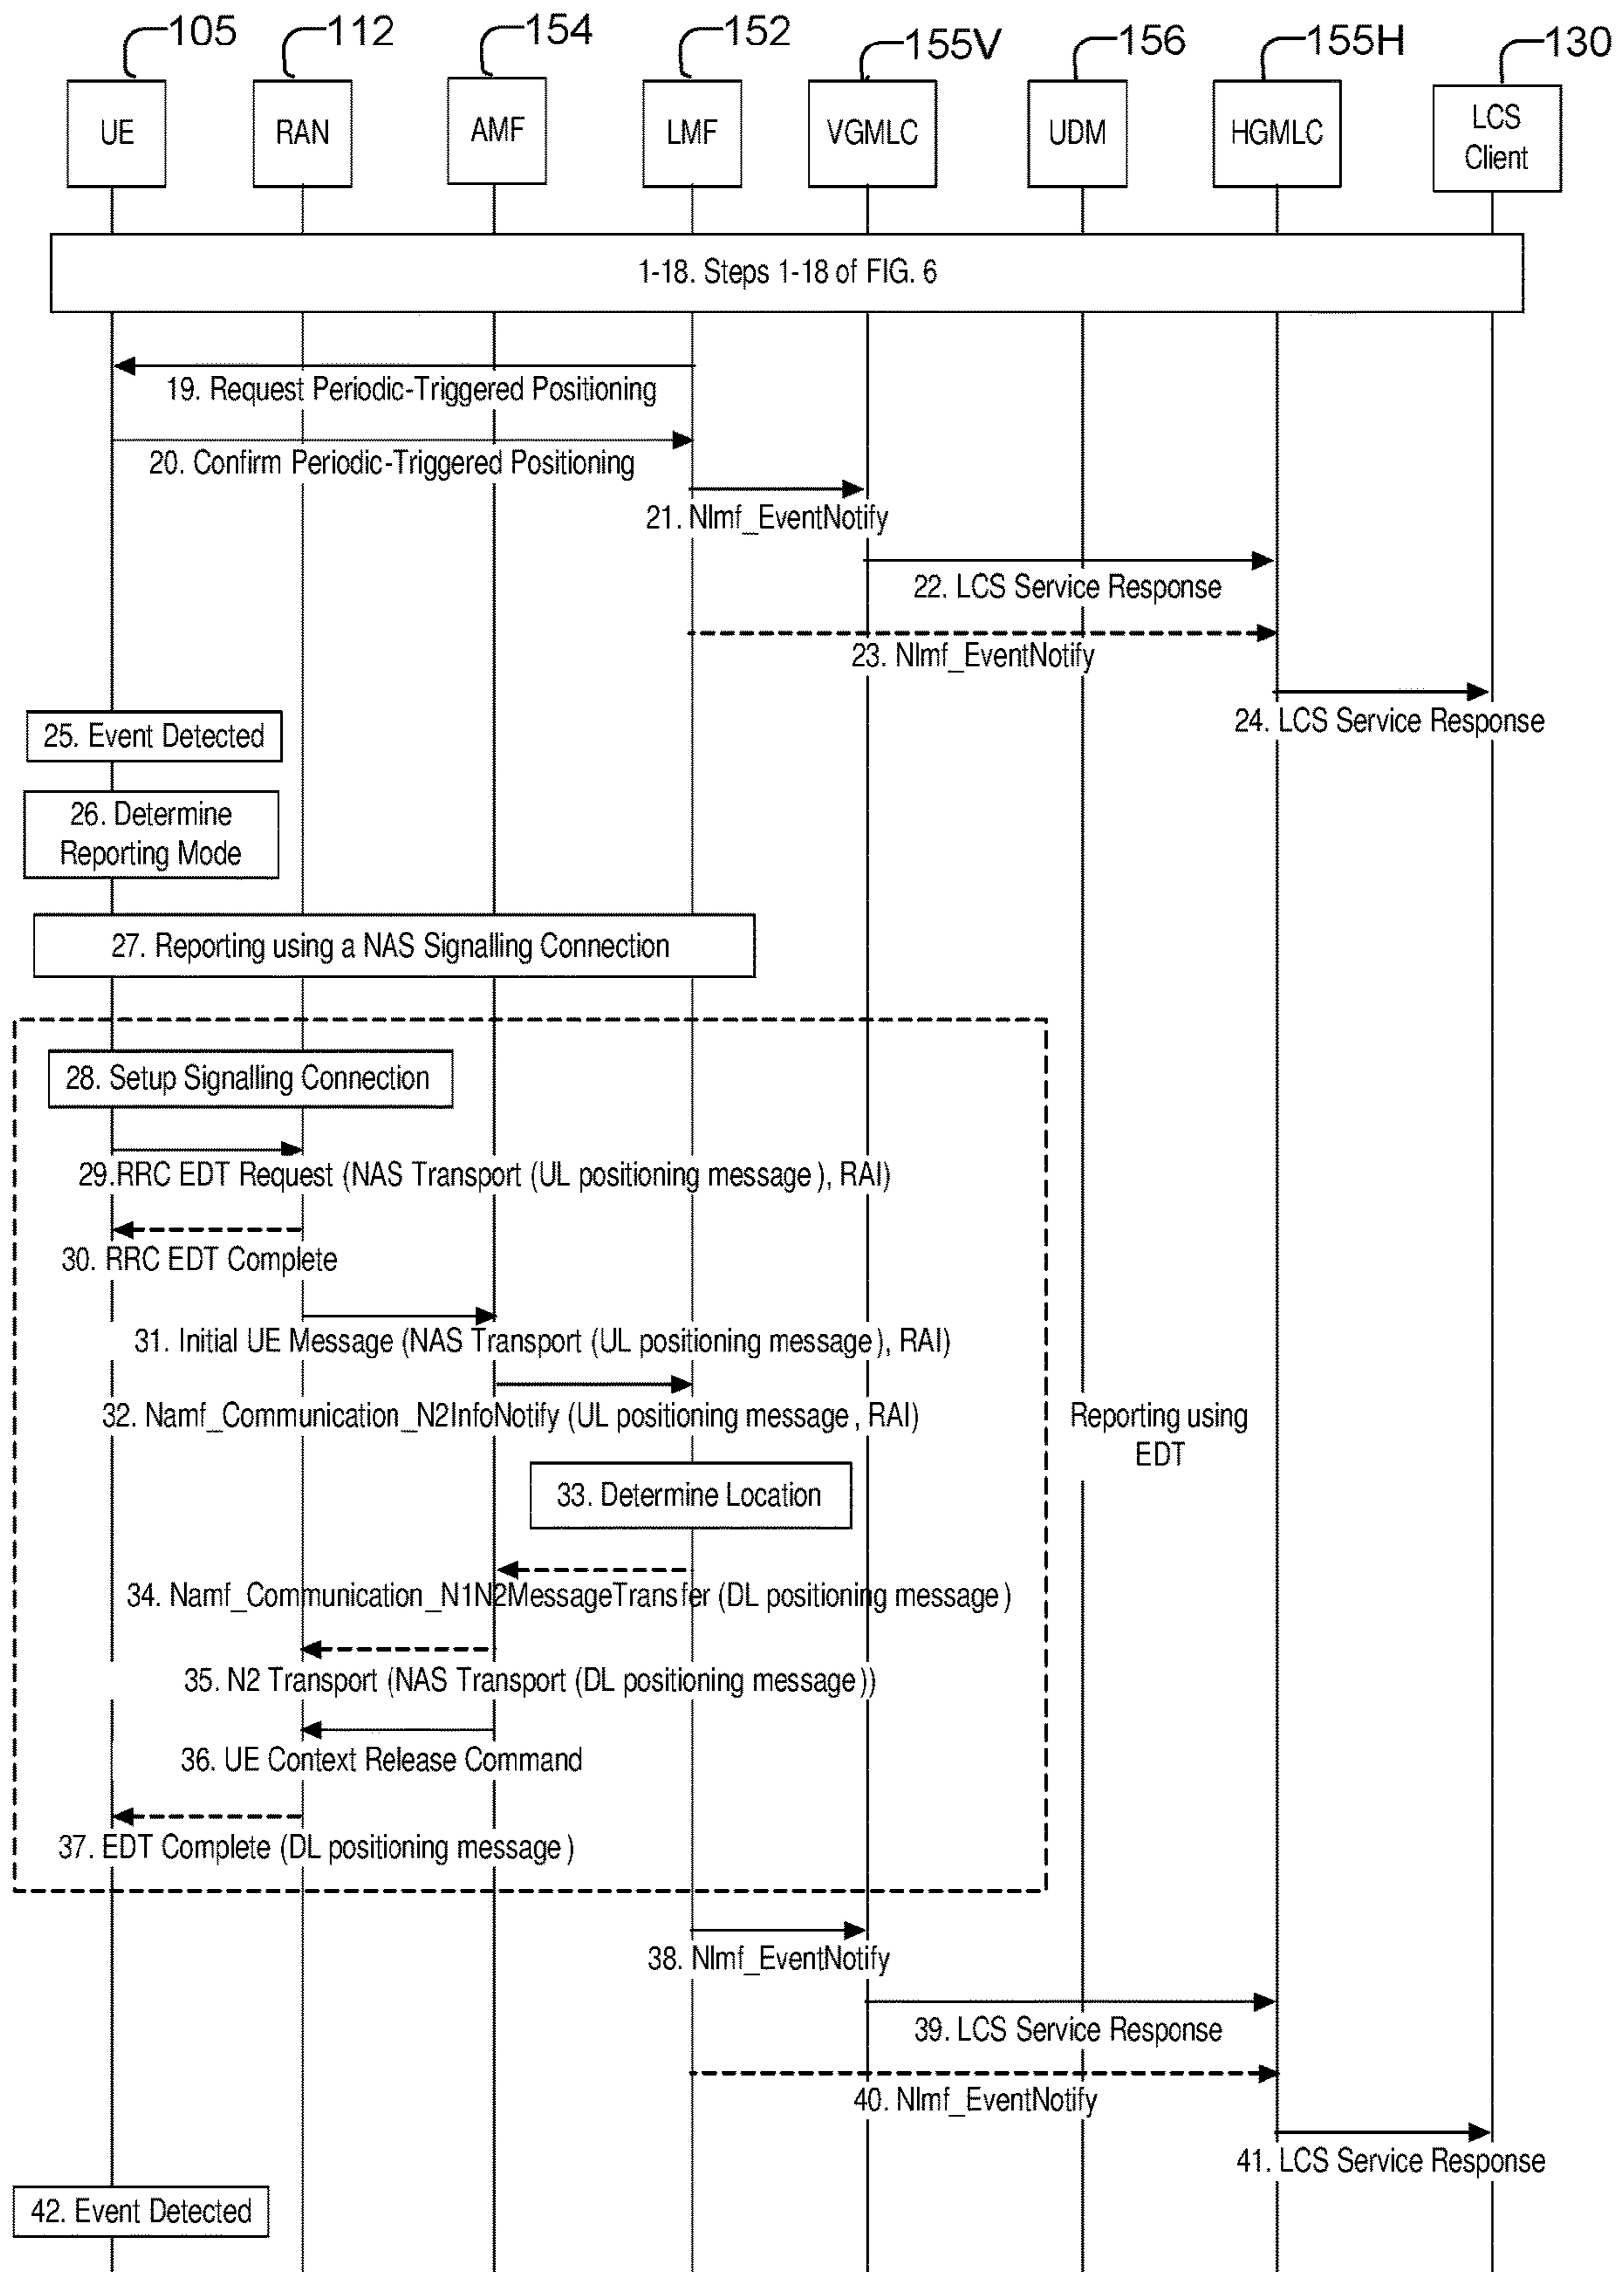 105
112
154
152
155V
156
155H
130
UE
RAN
AMF
LMF
VGMLC
UDM
HGMLC
LCS
Client
1-18. Steps 1-18 of FIG. 6
19. Request Periodic-Triggered Positioning
20. Confirm Periodic-Triggered Positioning
21. Nlmf_EventNotify
22. LCS Service Response
23. Nlmf_EventNotify
24. LCS Service Response
25. Event Detected
26. Determine
Reporting Mode
27. Reporting using a NAS Signalling Connection
28. Setup Signalling Connection
29.RRC EDT Request (NAS Transport (UL positioning message), RAI)
30. RRC EDT Complete
31. Initial UE Message (NAS Transport (UL positioning message), RAI)
32. Namf_Communication_N2InfoNotify (UL positioning message, RAI)
Reporting using
EDT
33. Determine Location
34. Namf_Communication_N1N2MessageTransfer (DL positioning message)
35. N2 Transport (NAS Transport (DL positioning message))
36. UE Context Release Command
37. EDT Complete (DL positioning message)
38. Nlmf_EventNotify
39. LCS Service Response
40. Nlmf_EventNotify
41. LCS Service Response
42. Event Detected